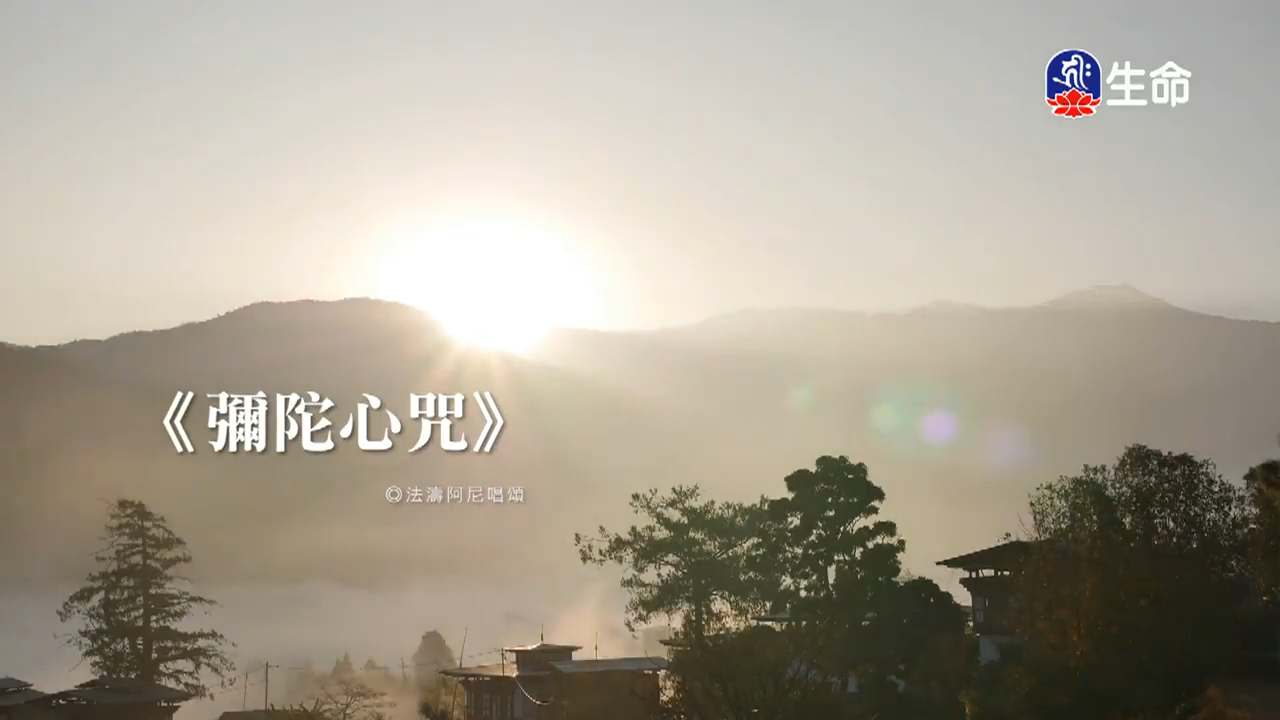 生命
《彌陀心咒》
◎法濤阿尼唱頌